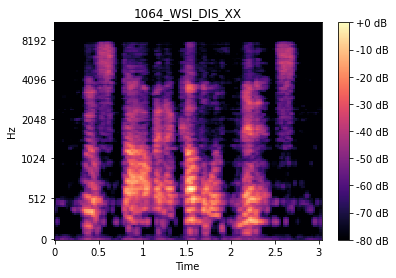 1064_WSI_DIS_XX
+0 dB
8192
-10 dB
4096
-20 dB
-30 dB
2048
Hz
-40 dB
1024
-50 dB
512
-60 dB
-70 dB
0
-80 dB
0 0.5 1 1.5 2 2.5 3
Time